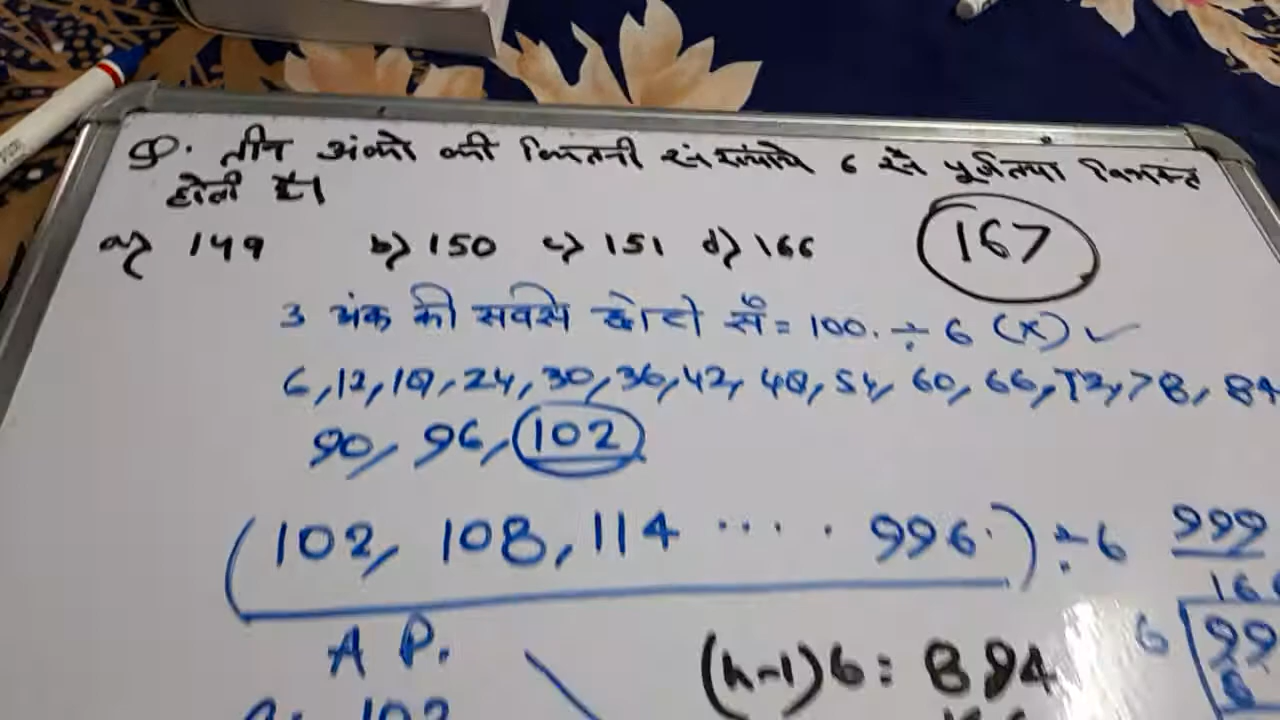 Q. तीन अंको की कितनी संख्याये 6 से पूर्णतया विभक्त
होती है।
a) 149 b) 150 c) 151 d) 166
167
3 अंक की सबसे छोटी सं = 100. ÷ 6 (x) ✓
6, 12, 18, 24, 30, 36, 42, 48, 54, 60, 66, 72, 78, 84
90, 96, 102
(102, 108, 114 ..... 996.) ÷ 6
999
A P.
(n-1)6 = 894
6